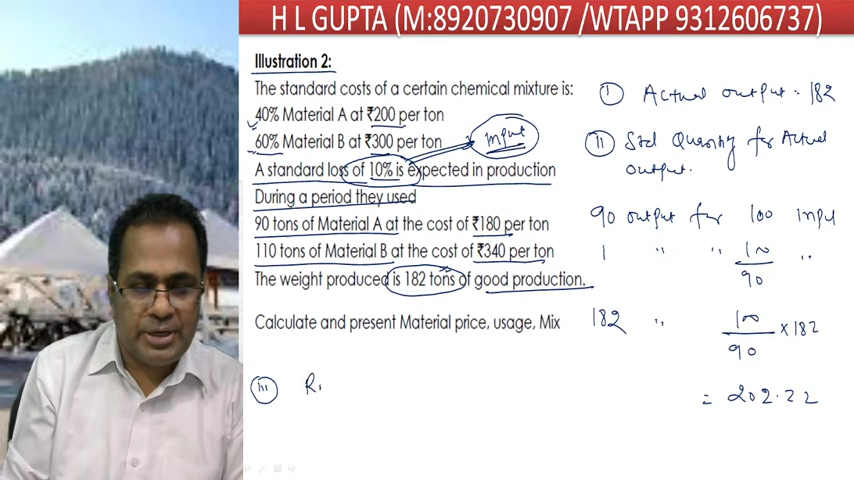 H L GUPTA (M:8920730907 /WTAPP 9312606737)
Illustration 2:
The standard costs of a certain chemical mixture is:
40% Material A at ₹200 per ton
60% Material B at ₹300 per ton
A standard loss of 10% is expected in production
During a period they used
90 tons of Material A at the cost of ₹180 per ton
110 tons of Material B at the cost of ₹340 per ton
The weight produced is 182 tons of good production.
Calculate and present Material price, usage, Mix
Input
(i) Actual output = 182
(ii) Std Quantity for Actual
output.
90 output for 100 Input
1 " " 100/90 "
182 " 100/90 × 182
= 202.22
(iii) R